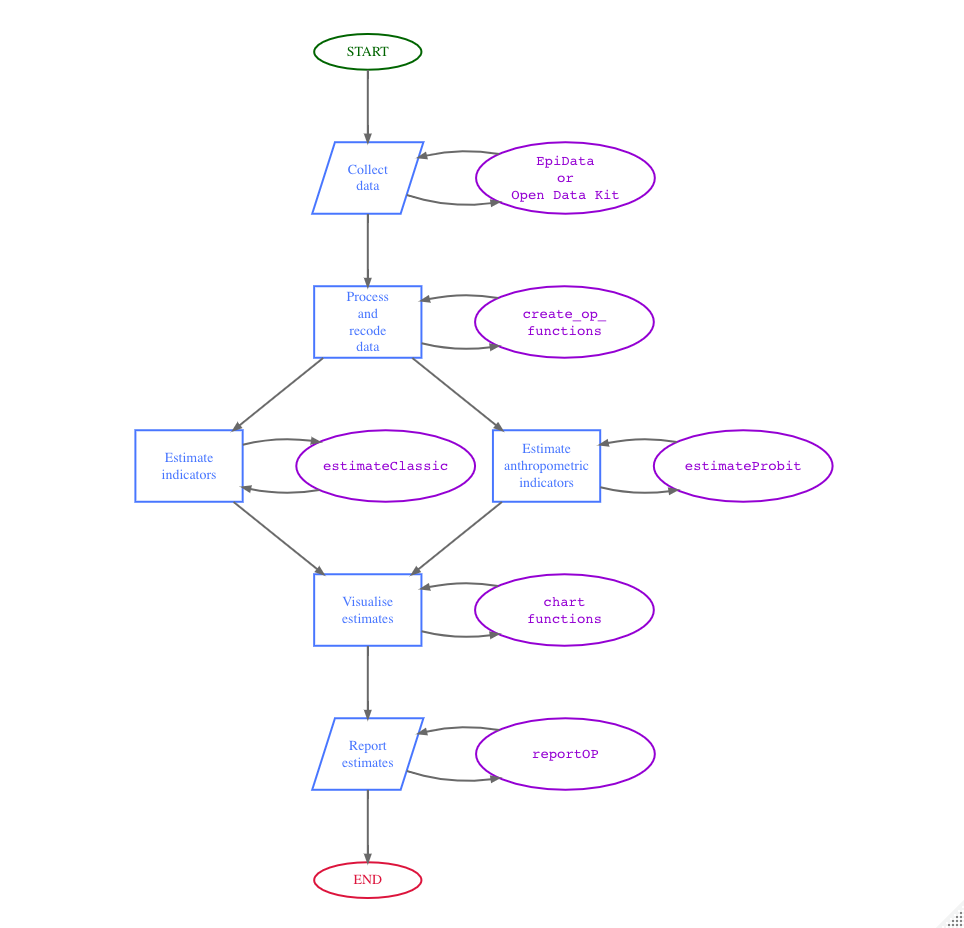 START
Collect
data
EpiData
or
Open Data Kit
Process
and
recode
data
create_op_
functions
Estimate
indicators
estimateClassic
Estimate
anthropometric
indicators
estimateProbit
Visualise
estimates
chart
functions
Report
estimates
reportOP
END